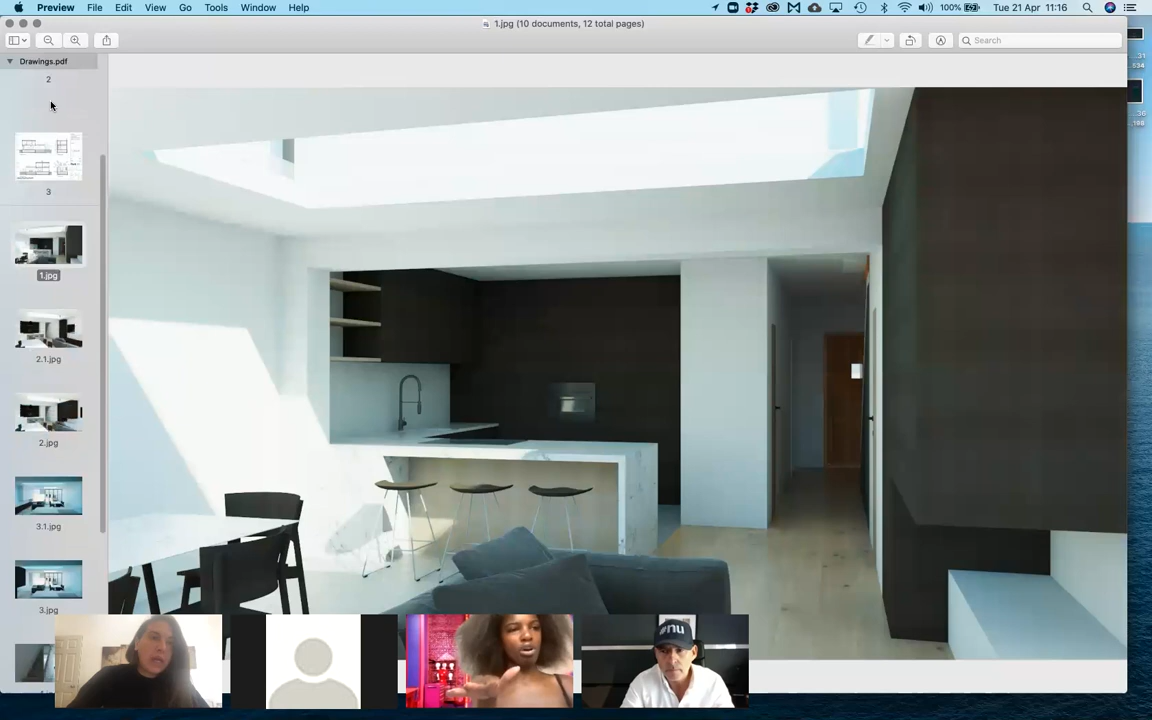 Preview File Edit View Go Tools Window Help
100% Tue 21 Apr 11:16
1.jpg (10 documents, 12 total pages)
Search
Drawings.pdf
2
3
1.jpg
2.1.jpg
2.jpg
3.1.jpg
3.jpg
#nu